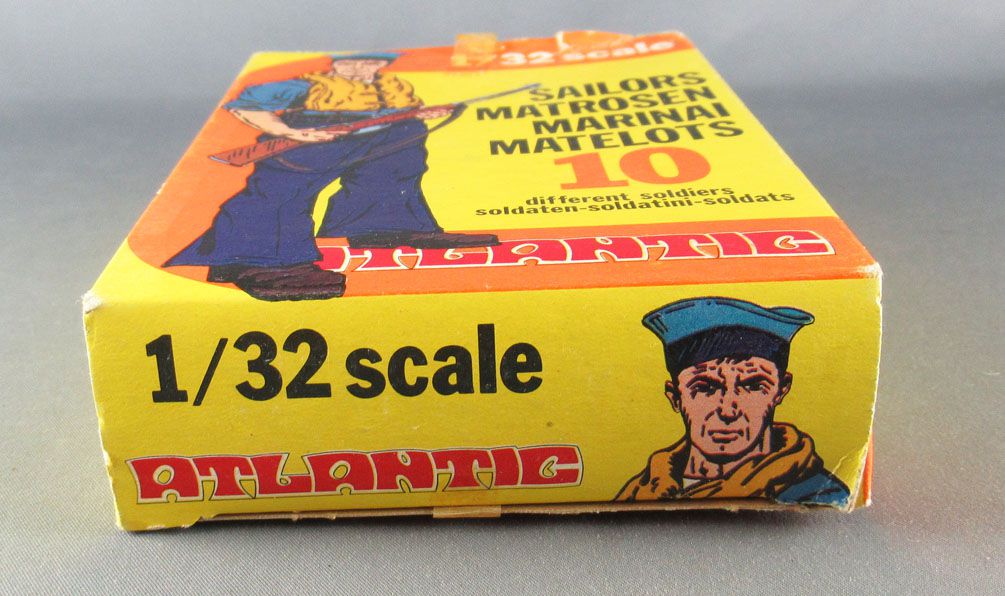 1/32 scale
SAILORS
MATROSEN
MARINAI
MATELOTS
10
different soldiers
soldaten-soldatini-soldats
ATLANTIC
1/32 scale
ATLANTIC